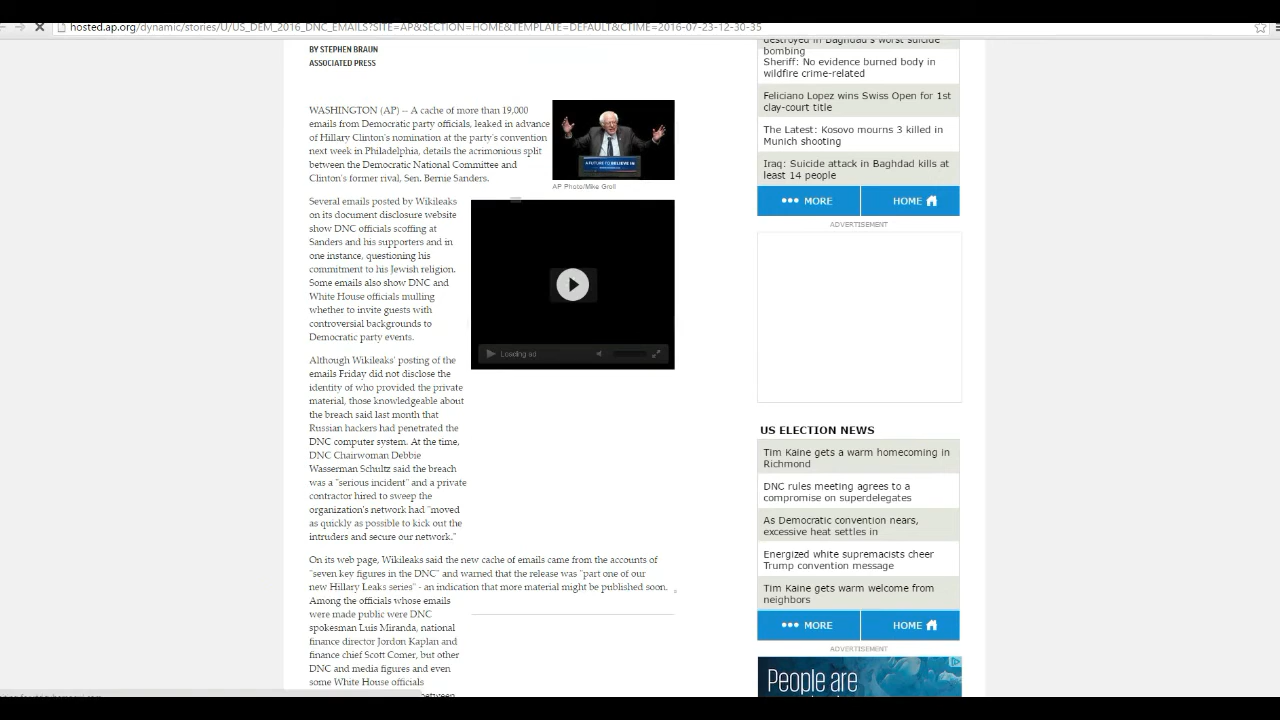 hosted.ap.org/dynamic/stories/U/US_DEM_2016_DNC_EMAILS?SITE=AP&SECTION=HOME&TEMPLATE=DEFAULT&CTIME=2016-07-23-12-30-35
BY STEPHEN BRAUN
ASSOCIATED PRESS
WASHINGTON (AP) -- A cache of more than 19,000
emails from Democratic party officials, leaked in advance
of Hillary Clinton's nomination at the party's convention
next week in Philadelphia, details the acrimonious split
between the Democratic National Committee and
Clinton's former rival, Sen. Bernie Sanders.
A FUTURE TO BELIEVE IN
AP Photo/Mike Groll
Several emails posted by Wikileaks
on its document disclosure website
show DNC officials scoffing at
Sanders and his supporters and in
one instance, questioning his
commitment to his Jewish religion.
Some emails also show DNC and
White House officials mulling
whether to invite guests with
controversial backgrounds to
Democratic party events.
Loading ad
Although Wikileaks' posting of the
emails Friday did not disclose the
identity of who provided the private
material, those knowledgeable about
the breach said last month that
Russian hackers had penetrated the
DNC computer system. At the time,
DNC Chairwoman Debbie
Wasserman Schultz said the breach
was a "serious incident" and a private
contractor hired to sweep the
organization's network had "moved
as quickly as possible to kick out the
intruders and secure our network."
On its web page, Wikileaks said the new cache of emails came from the accounts of
"seven key figures in the DNC" and warned that the release was "part one of our
new Hillary Leaks series" - an indication that more material might be published soon.
Among the officials whose emails
were made public were DNC
spokesman Luis Miranda, national
finance director Jordon Kaplan and
finance chief Scott Comer, but other
DNC and media figures and even
some White House officials
between
destroyed in Baghdad's worst suicide
bombing
Sheriff: No evidence burned body in
wildfire crime-related
Feliciano Lopez wins Swiss Open for 1st
clay-court title
The Latest: Kosovo mourns 3 killed in
Munich shooting
Iraq: Suicide attack in Baghdad kills at
least 14 people
MORE HOME
ADVERTISEMENT
US ELECTION NEWS
Tim Kaine gets a warm homecoming in
Richmond
DNC rules meeting agrees to a
compromise on superdelegates
As Democratic convention nears,
excessive heat settles in
Energized white supremacists cheer
Trump convention message
Tim Kaine gets warm welcome from
neighbors
MORE HOME
ADVERTISEMENT
People are